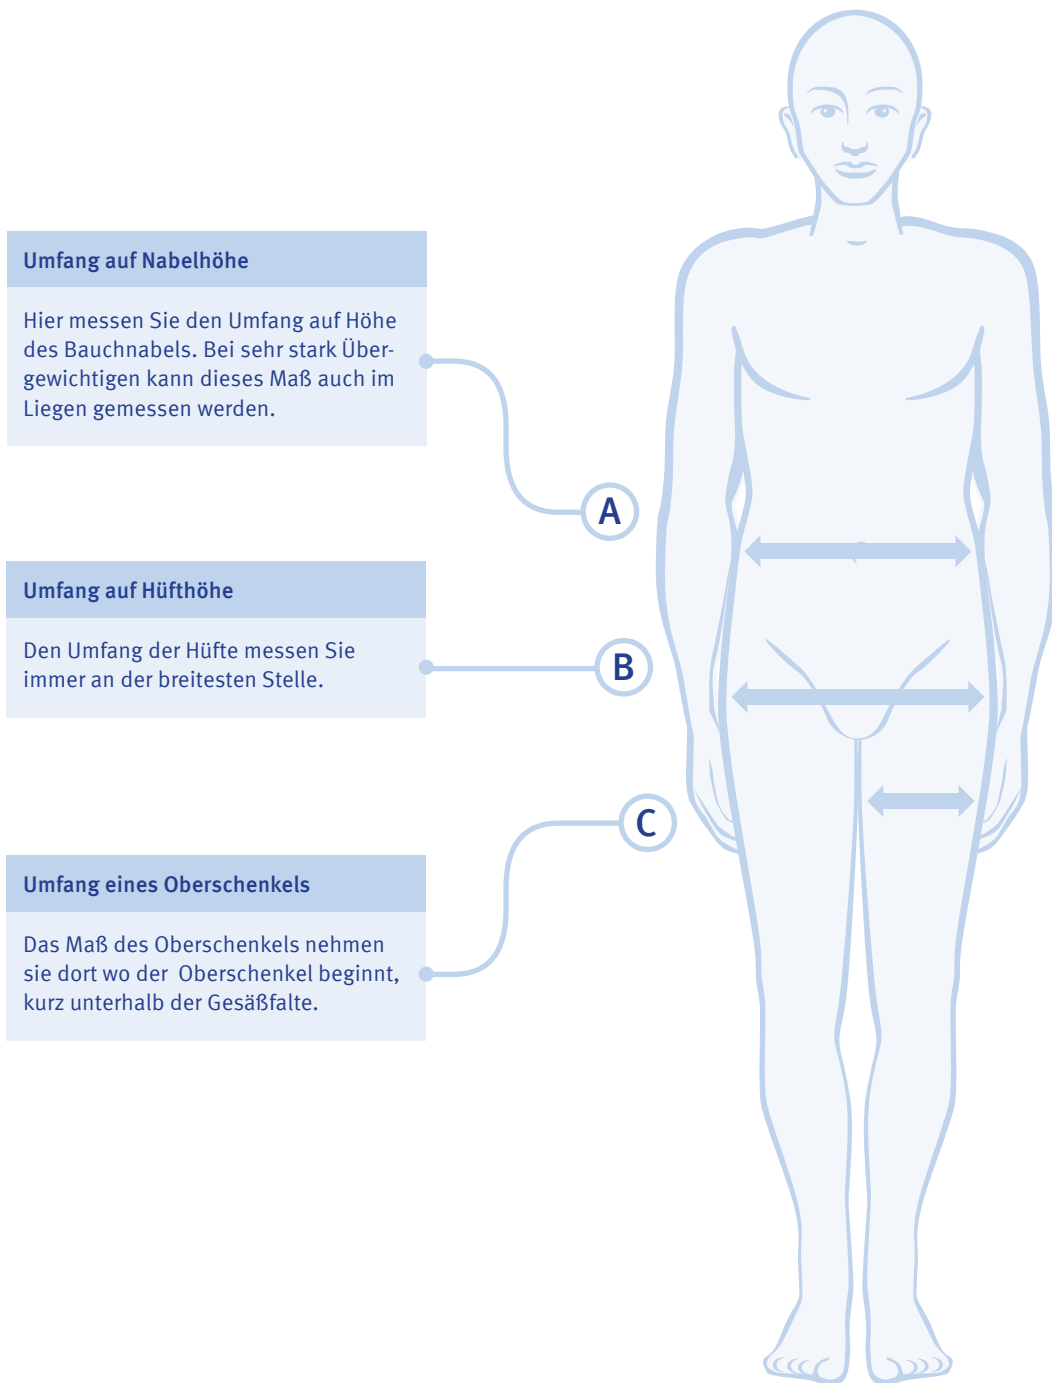 Umfang auf Nabelhöhe
Hier messen Sie den Umfang auf Höhe
des Bauchnabels. Bei sehr stark Über-
gewichtigen kann dieses Maß auch im
Liegen gemessen werden.
A
Umfang auf Hüfthöhe
Den Umfang der Hüfte messen Sie
immer an der breitesten Stelle.
B
C
Umfang eines Oberschenkels
Das Maß des Oberschenkels nehmen
sie dort wo der Oberschenkel beginnt,
kurz unterhalb der Gesäßfalte.